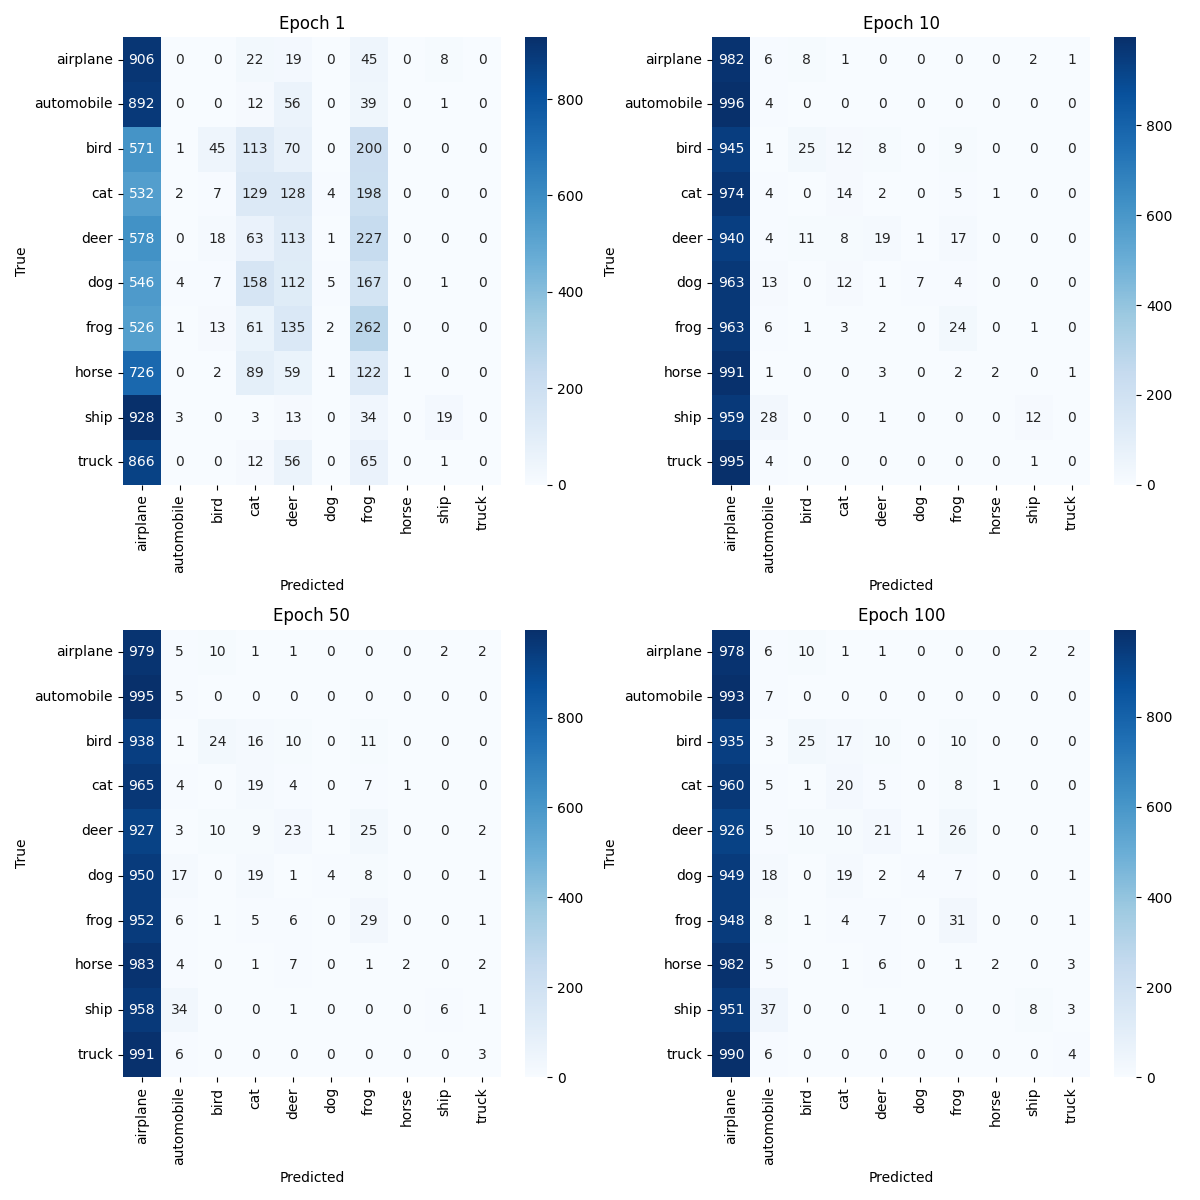 Epoch 1
airplane 906 0 0 22 19 0 45 0 8 0
automobile 892 0 0 12 56 0 39 0 1 0
bird 571 1 45 113 70 0 200 0 0 0
cat 532 2 7 129 128 4 198 0 0 0
deer 578 0 18 63 113 1 227 0 0 0
dog 546 4 7 158 112 5 167 0 1 0
frog 526 1 13 61 135 2 262 0 0 0
horse 726 0 2 89 59 1 122 1 0 0
ship 928 3 0 3 13 0 34 0 19 0
truck 866 0 0 12 56 0 65 0 1 0
True
airplane automobile bird cat deer dog frog horse ship truck
Predicted
800
600
400
200
0
Epoch 10
airplane 982 6 8 1 0 0 0 0 2 1
automobile 996 4 0 0 0 0 0 0 0 0
bird 945 1 25 12 8 0 9 0 0 0
cat 974 4 0 14 2 0 5 1 0 0
deer 940 4 11 8 19 1 17 0 0 0
dog 963 13 0 12 1 7 4 0 0 0
frog 963 6 1 3 2 0 24 0 1 0
horse 991 1 0 0 3 0 2 2 0 1
ship 959 28 0 0 1 0 0 0 12 0
truck 995 4 0 0 0 0 0 0 1 0
True
airplane automobile bird cat deer dog frog horse ship truck
Predicted
800
600
400
200
0
Epoch 50
airplane 979 5 10 1 1 0 0 0 2 2
automobile 995 5 0 0 0 0 0 0 0 0
bird 938 1 24 16 10 0 11 0 0 0
cat 965 4 0 19 4 0 7 1 0 0
deer 927 3 10 9 23 1 25 0 0 2
dog 950 17 0 19 1 4 8 0 0 1
frog 952 6 1 5 6 0 29 0 0 1
horse 983 4 0 1 7 0 1 2 0 2
ship 958 34 0 0 1 0 0 0 6 1
truck 991 6 0 0 0 0 0 0 0 3
True
airplane automobile bird cat deer dog frog horse ship truck
Predicted
800
600
400
200
0
Epoch 100
airplane 978 6 10 1 1 0 0 0 2 2
automobile 993 7 0 0 0 0 0 0 0 0
bird 935 3 25 17 10 0 10 0 0 0
cat 960 5 1 20 5 0 8 1 0 0
deer 926 5 10 10 21 1 26 0 0 1
dog 949 18 0 19 2 4 7 0 0 1
frog 948 8 1 4 7 0 31 0 0 1
horse 982 5 0 1 6 0 1 2 0 3
ship 951 37 0 0 1 0 0 0 8 3
truck 990 6 0 0 0 0 0 0 0 4
True
airplane automobile bird cat deer dog frog horse ship truck
Predicted
800
600
400
200
0